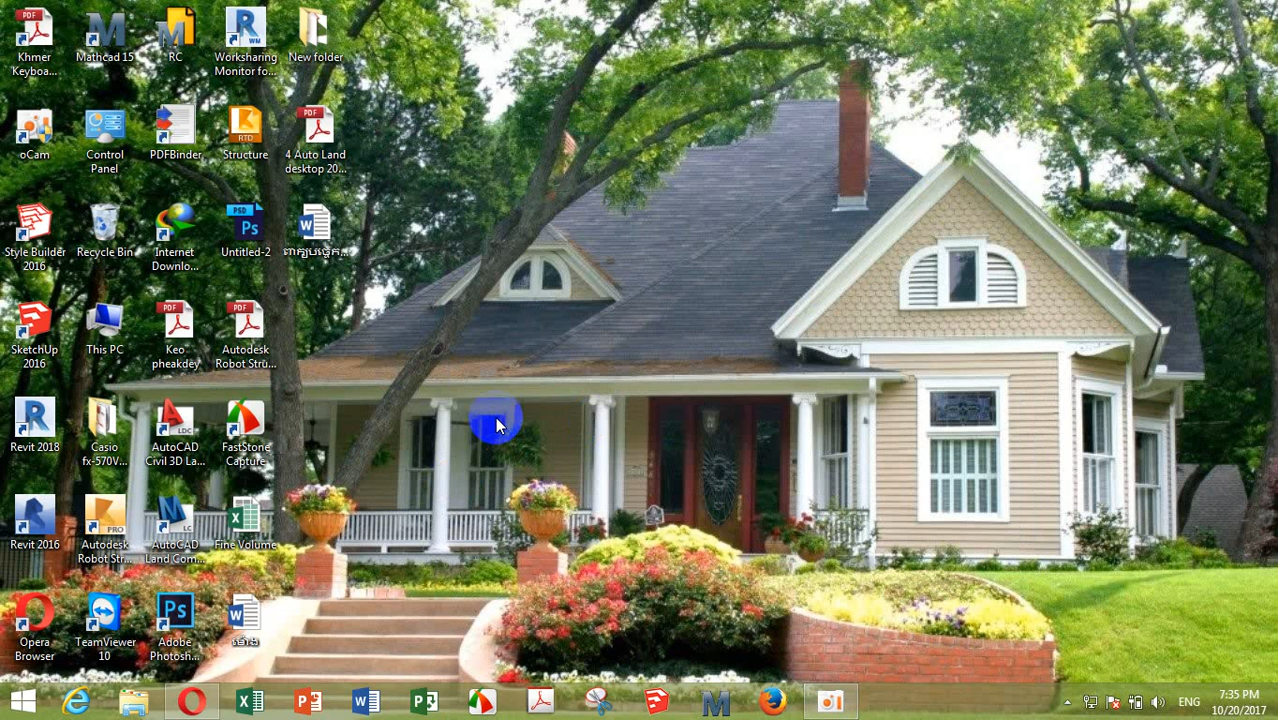 Khmer
Keyboa...
Mathcad 15
RC
Worksharing
Monitor fo...
New folder
oCam
Control
Panel
PDFBinder
Structure
4 Auto Land
desktop 20...
Style Builder
2016
Recycle Bin
Internet
Downlo...
Untitled-2
SketchUp
2016
This PC
Keo
pheakdey
Autodesk
Robot Stru...
Revit 2018
Casio
fx-570V...
AutoCAD
Civil 3D La...
FastStone
Capture
Revit 2016
Autodesk
Robot Str...
AutoCAD
Land Com...
Fine Volume
Opera
Browser
TeamViewer
10
Adobe
Photosh...
ENG
7:35 PM
10/20/2017